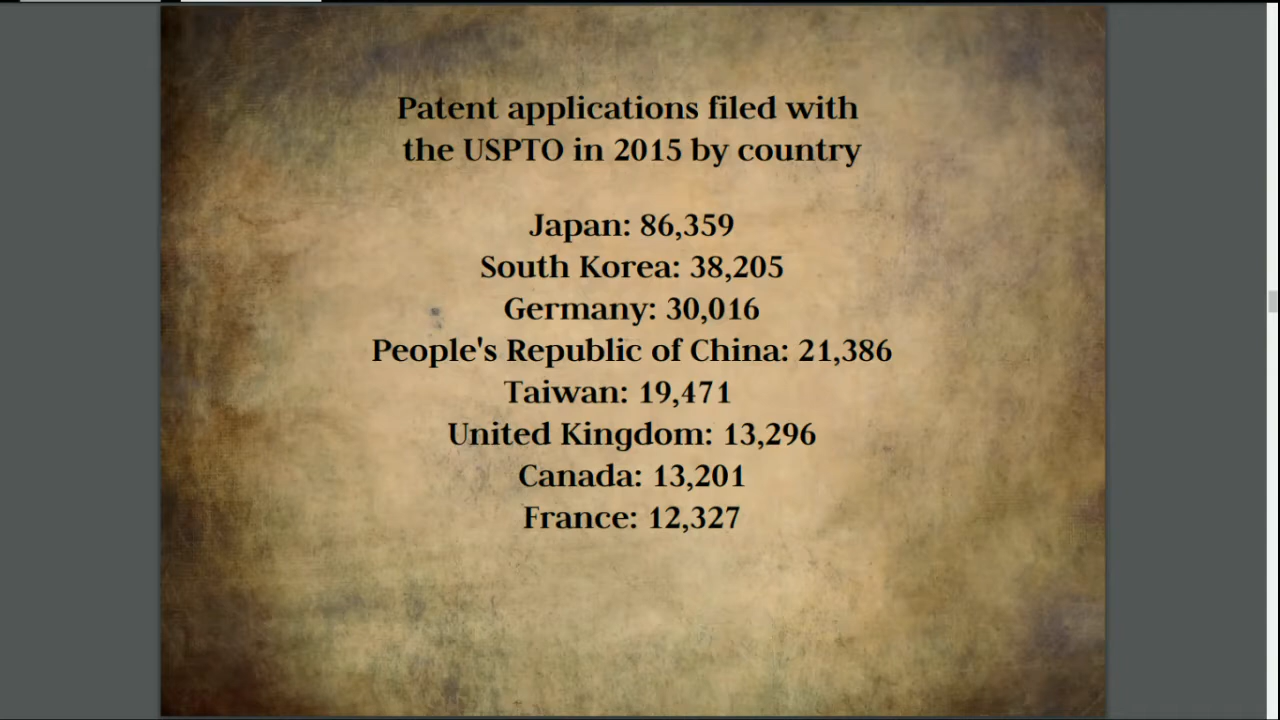 Patent applications filed with
the USPTO in 2015 by country
Japan: 86,359
South Korea: 38,205
Germany: 30,016
People's Republic of China: 21,386
Taiwan: 19,471
United Kingdom: 13,296
Canada: 13,201
France: 12,327